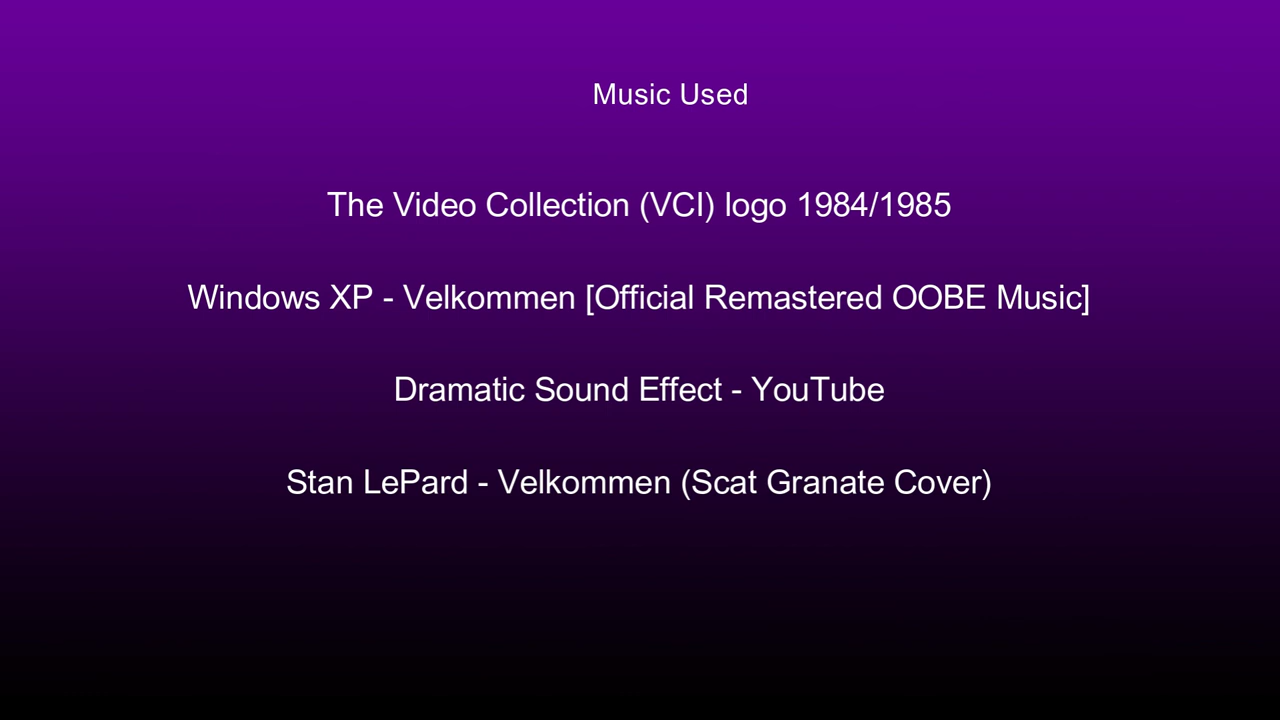 Music Used
The Video Collection (VCI) logo 1984/1985
Windows XP - Velkommen [Official Remastered OOBE Music]
Dramatic Sound Effect - YouTube
Stan LePard - Velkommen (Scat Granate Cover)